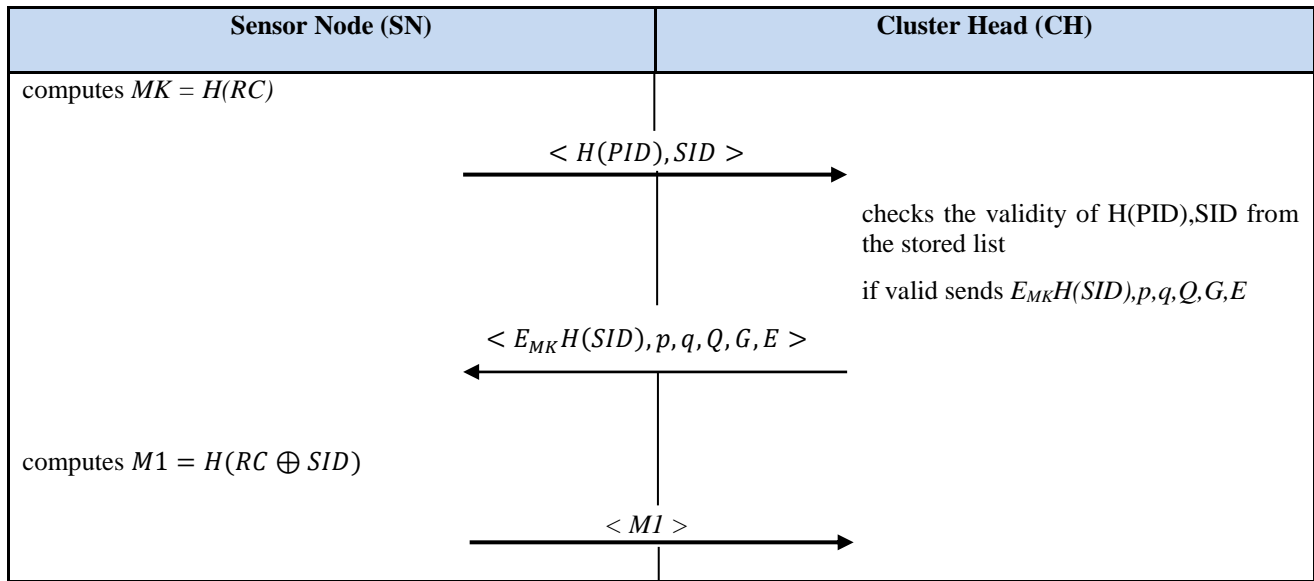 Sensor Node (SN)
Cluster Head (CH)
computes MK = H(RC)
< H(PID), SID >
checks the validity of H(PID),SID from
the stored list
if valid sends E_MK H(SID),p,q,Q,G,E
< E_MK H(SID), p, q, Q, G, E >
computes M1 = H(RC ⊕ SID)
< M1 >